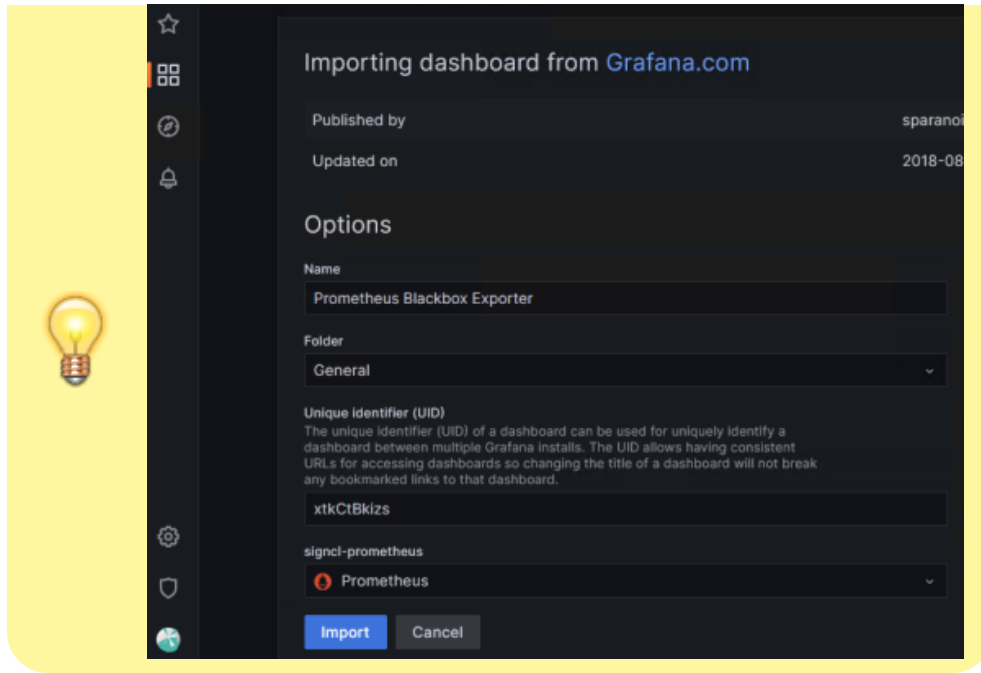 Importing dashboard from Grafana.com
Published by sparanoi
Updated on 2018-08
Options
Name
Prometheus Blackbox Exporter
Folder
General
Unique identifier (UID)
The unique identifier (UID) of a dashboard can be used for uniquely identify a
dashboard between multiple Grafana installs. The UID allows having consistent
URLs for accessing dashboards so changing the title of a dashboard will not break
any bookmarked links to that dashboard.
xtkCtBkizs
signcl-prometheus
Prometheus
Import Cancel